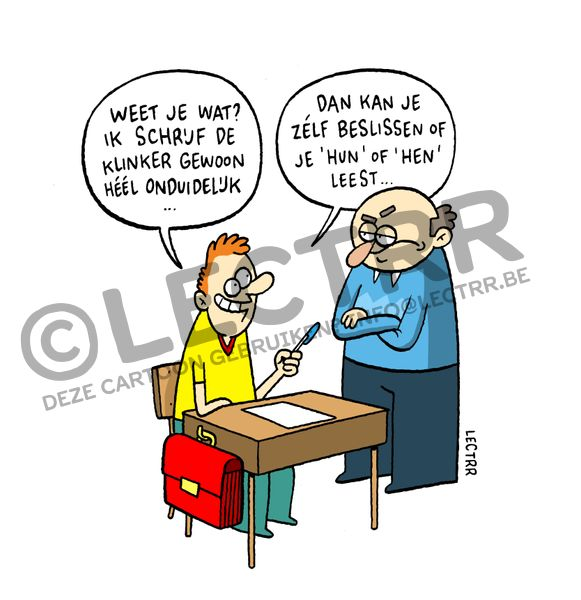 WEET JE WAT?
IK SCHRIJF DE
KLINKER GEWOON
HÉÉL ONDUIDELIJK
...
DAN KAN JE
ZÉLF BESLISSEN OF
JE 'HUN' OF 'HEN'
LEEST...
© LECTRR
DEZE CARTOON GEBRUIKEN? INFO@LECTRR.BE
LECTRR